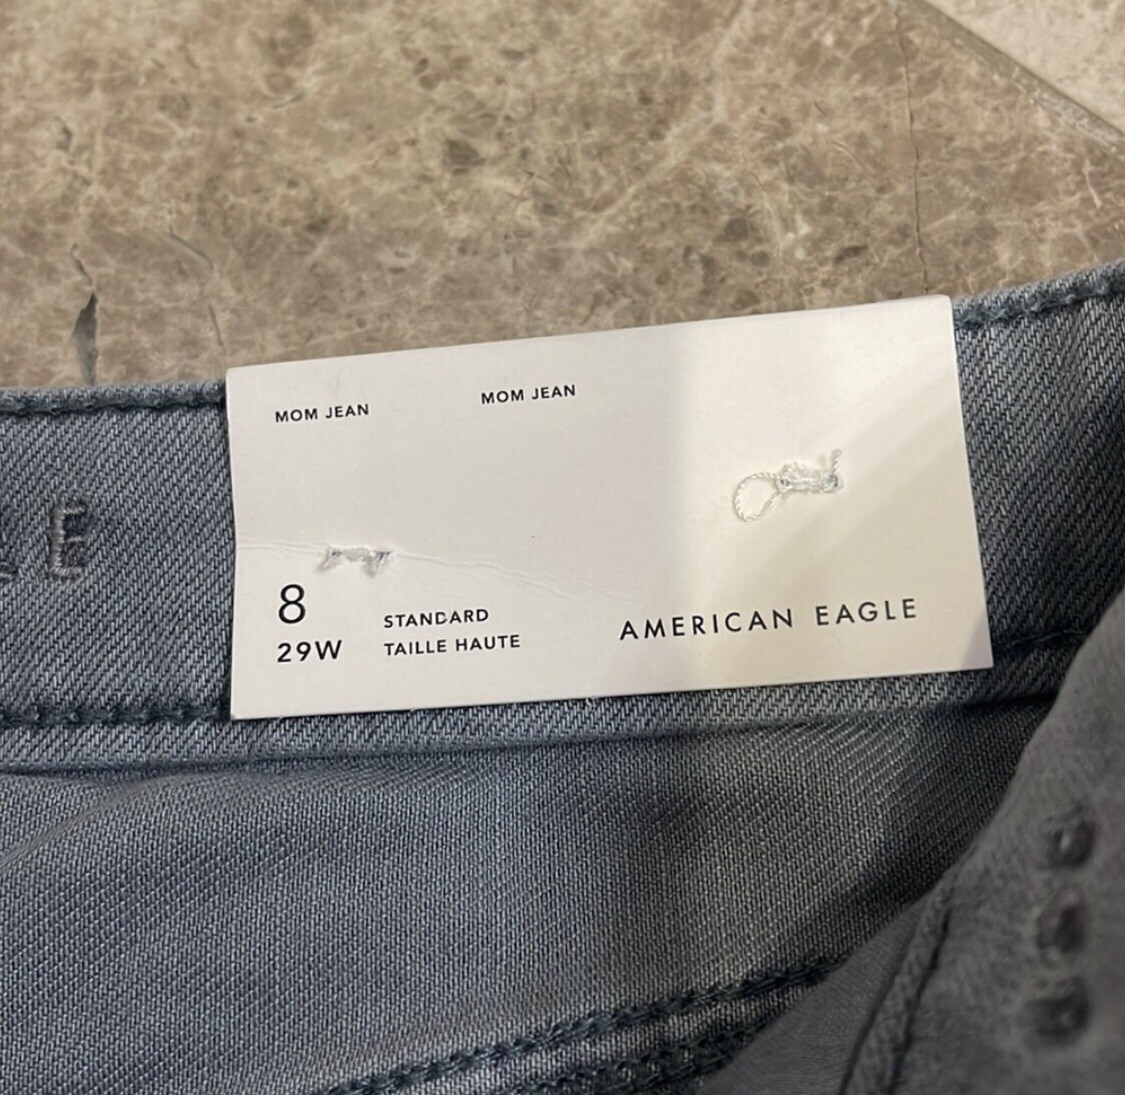 MOM JEAN
MOM JEAN
8
29W
STANDARD
TAILLE HAUTE
AMERICAN EAGLE